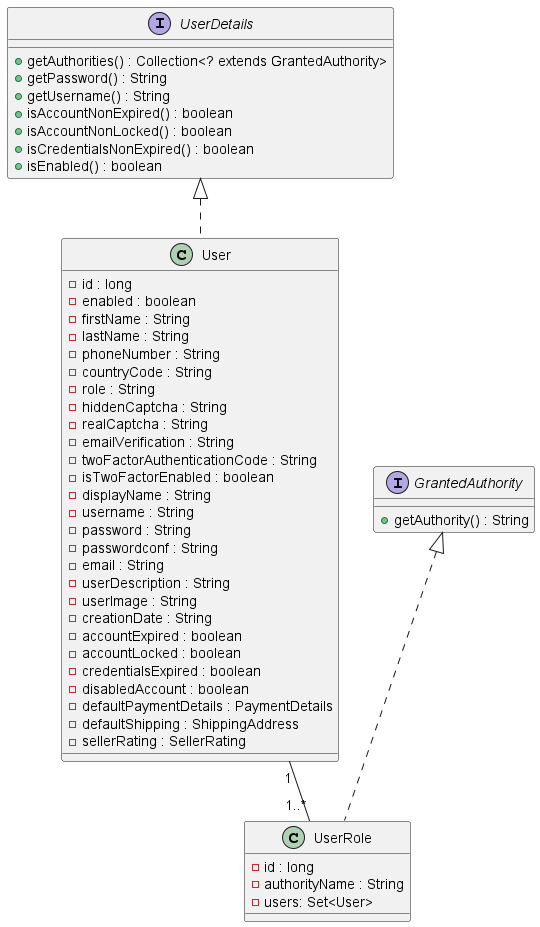 I UserDetails
getAuthorities() : Collection<? extends GrantedAuthority>
getPassword() : String
getUsername() : String
isAccountNonExpired() : boolean
isAccountNonLocked() : boolean
isCredentialsNonExpired() : boolean
isEnabled() : boolean
C User
id : long
enabled : boolean
firstName : String
lastName : String
phoneNumber : String
countryCode : String
role : String
hiddenCaptcha : String
realCaptcha : String
emailVerification : String
twoFactorAuthenticationCode : String
isTwoFactorEnabled : boolean
displayName : String
username : String
password : String
passwordconf : String
email : String
userDescription : String
userImage : String
creationDate : String
accountExpired : boolean
accountLocked : boolean
credentialsExpired : boolean
disabledAccount : boolean
defaultPaymentDetails : PaymentDetails
defaultShipping : ShippingAddress
sellerRating : SellerRating
I GrantedAuthority
getAuthority() : String
1
1..*
C UserRole
id : long
authorityName : String
users: Set<User>